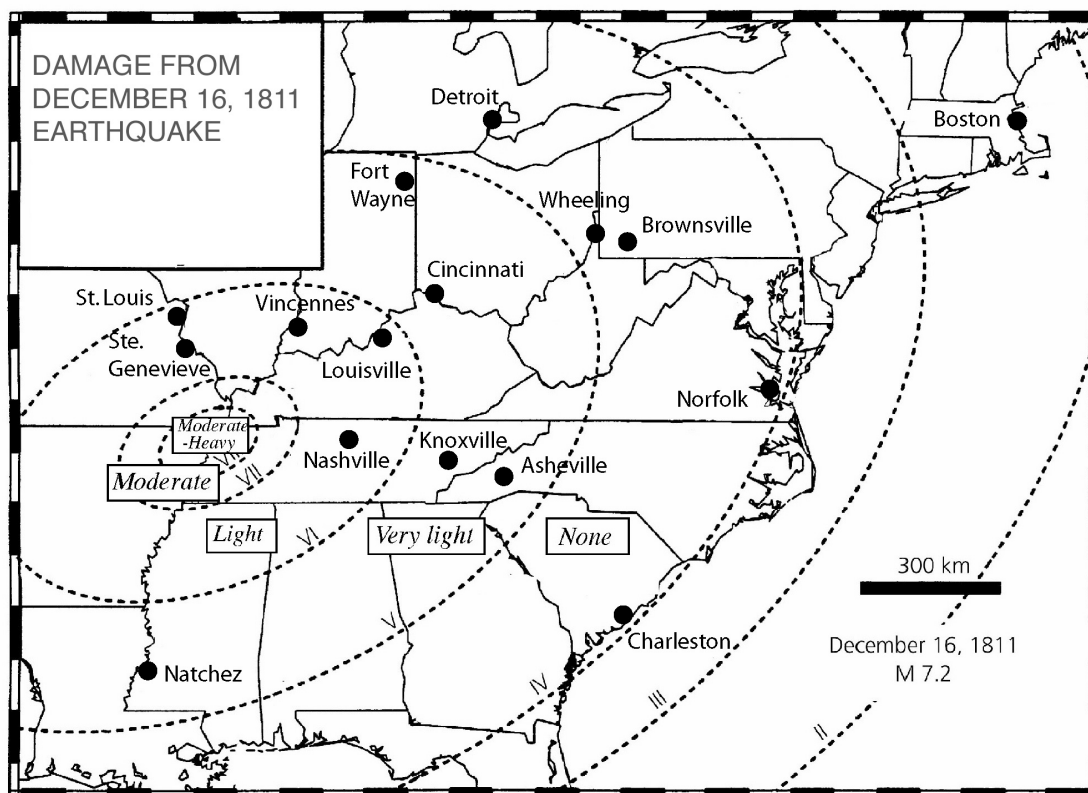 DAMAGE FROM
DECEMBER 16, 1811
EARTHQUAKE
Detroit
Boston
Fort
Wayne
Wheeling
Brownsville
Cincinnati
St. Louis
Vincennes
Ste.
Genevieve
Louisville
Norfolk
Moderate
-Heavy
VIII
Knoxville
Nashville
Asheville
Moderate
VII
Light
Very light
None
VI
300 km
V
Charleston
December 16, 1811
M 7.2
Natchez
IV
III
II